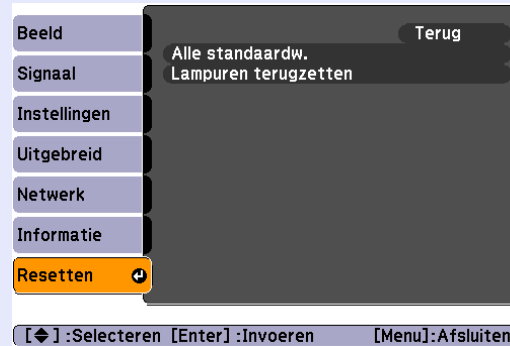 Beeld
Signaal
Instellingen
Uitgebreid
Netwerk
Informatie
Resetten
Terug
Alle standaardw.
Lampuren terugzetten
[ ] :Selecteren [Enter] :Invoeren [Menu]:Afsluiten